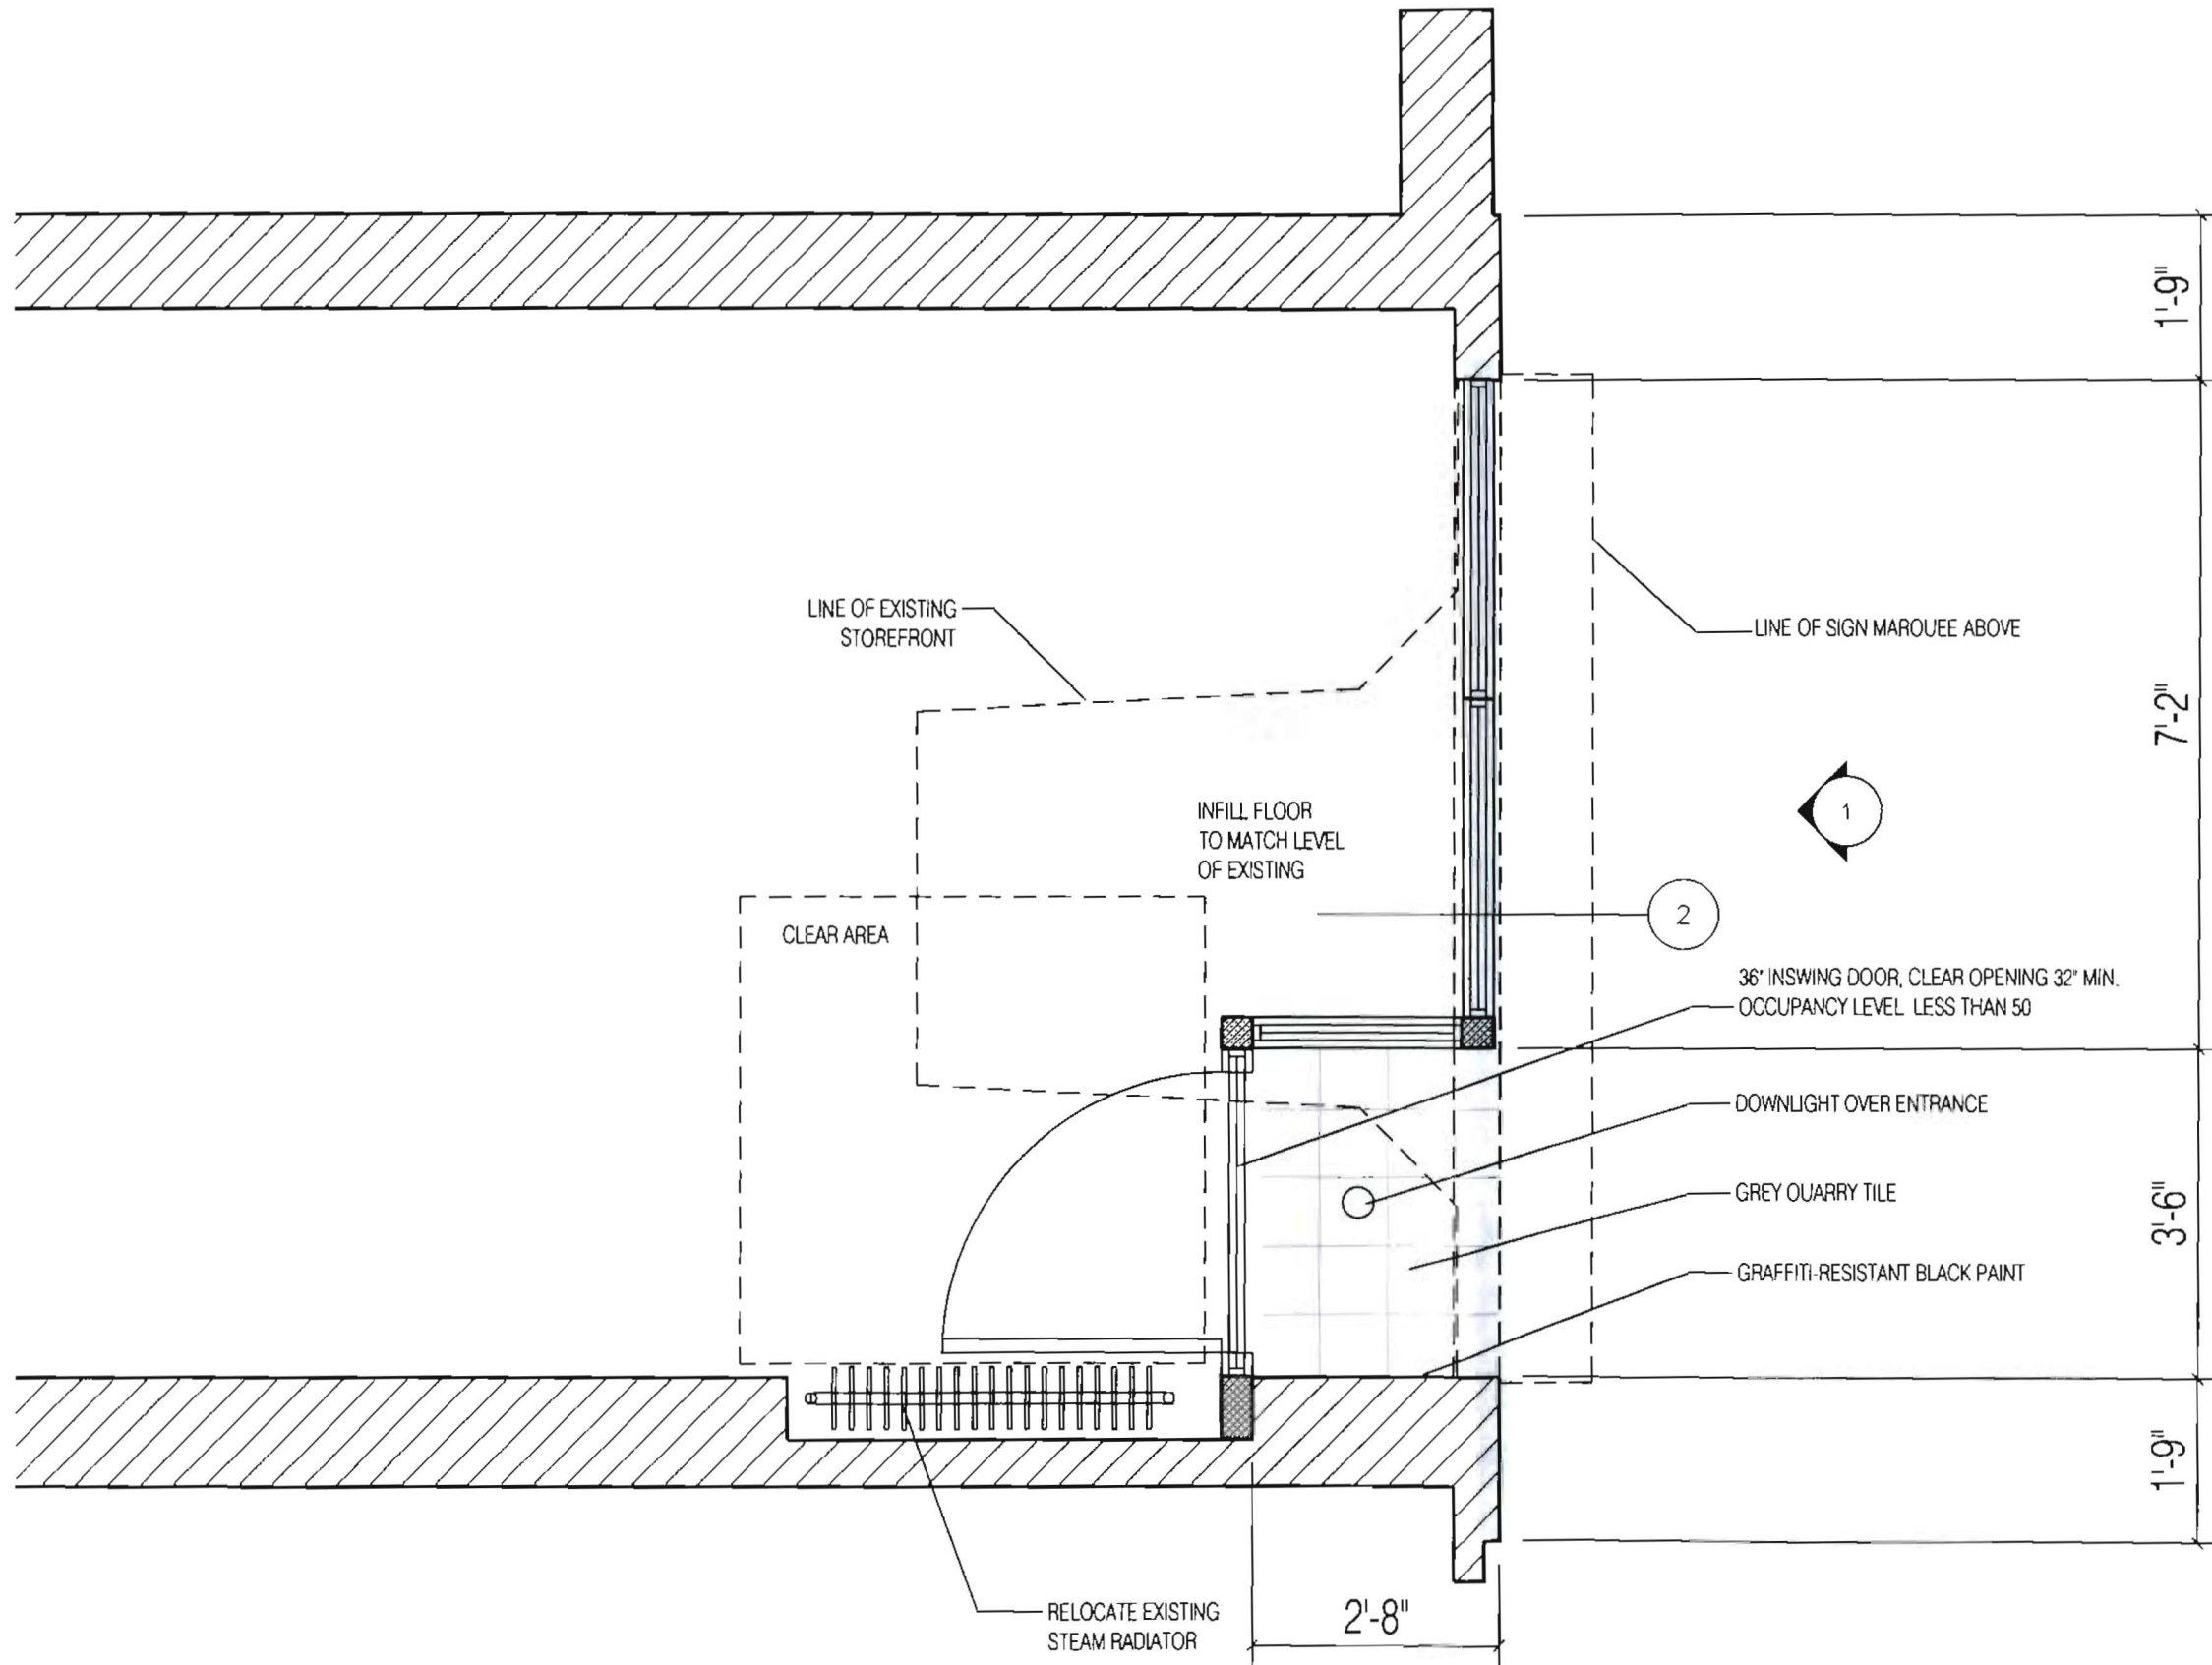 1'-9"
LINE OF EXISTING
STOREFRONT
LINE OF SIGN MARQUEE ABOVE
7'-2"
INFILL FLOOR
TO MATCH LEVEL
OF EXISTING
1
CLEAR AREA
2
36" INSWING DOOR, CLEAR OPENING 32" MIN.
OCCUPANCY LEVEL LESS THAN 50
DOWNLIGHT OVER ENTRANCE
GREY QUARRY TILE
3'-6"
GRAFFITI-RESISTANT BLACK PAINT
1'-9"
RELOCATE EXISTING
STEAM RADIATOR
2'-8"